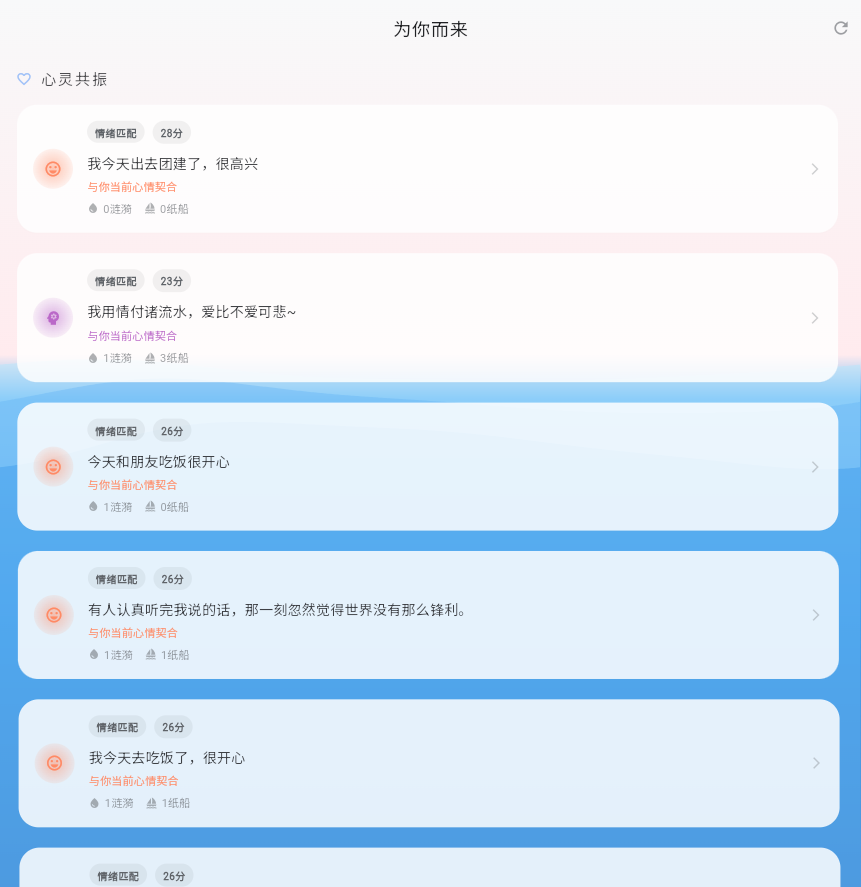 为你而来
心灵共振
情绪匹配 28分
我今天出去团建了，很高兴
与你当前心情契合
0涟漪 0纸船
情绪匹配 23分
我用情付诸流水，爱比不爱可悲~
与你当前心情契合
1涟漪 3纸船
情绪匹配 26分
今天和朋友吃饭很开心
与你当前心情契合
1涟漪 0纸船
情绪匹配 26分
有人认真听完我说的话，那一刻忽然觉得世界没有那么锋利。
与你当前心情契合
1涟漪 1纸船
情绪匹配 26分
我今天去吃饭了，很开心
与你当前心情契合
1涟漪 1纸船
情绪匹配 26分